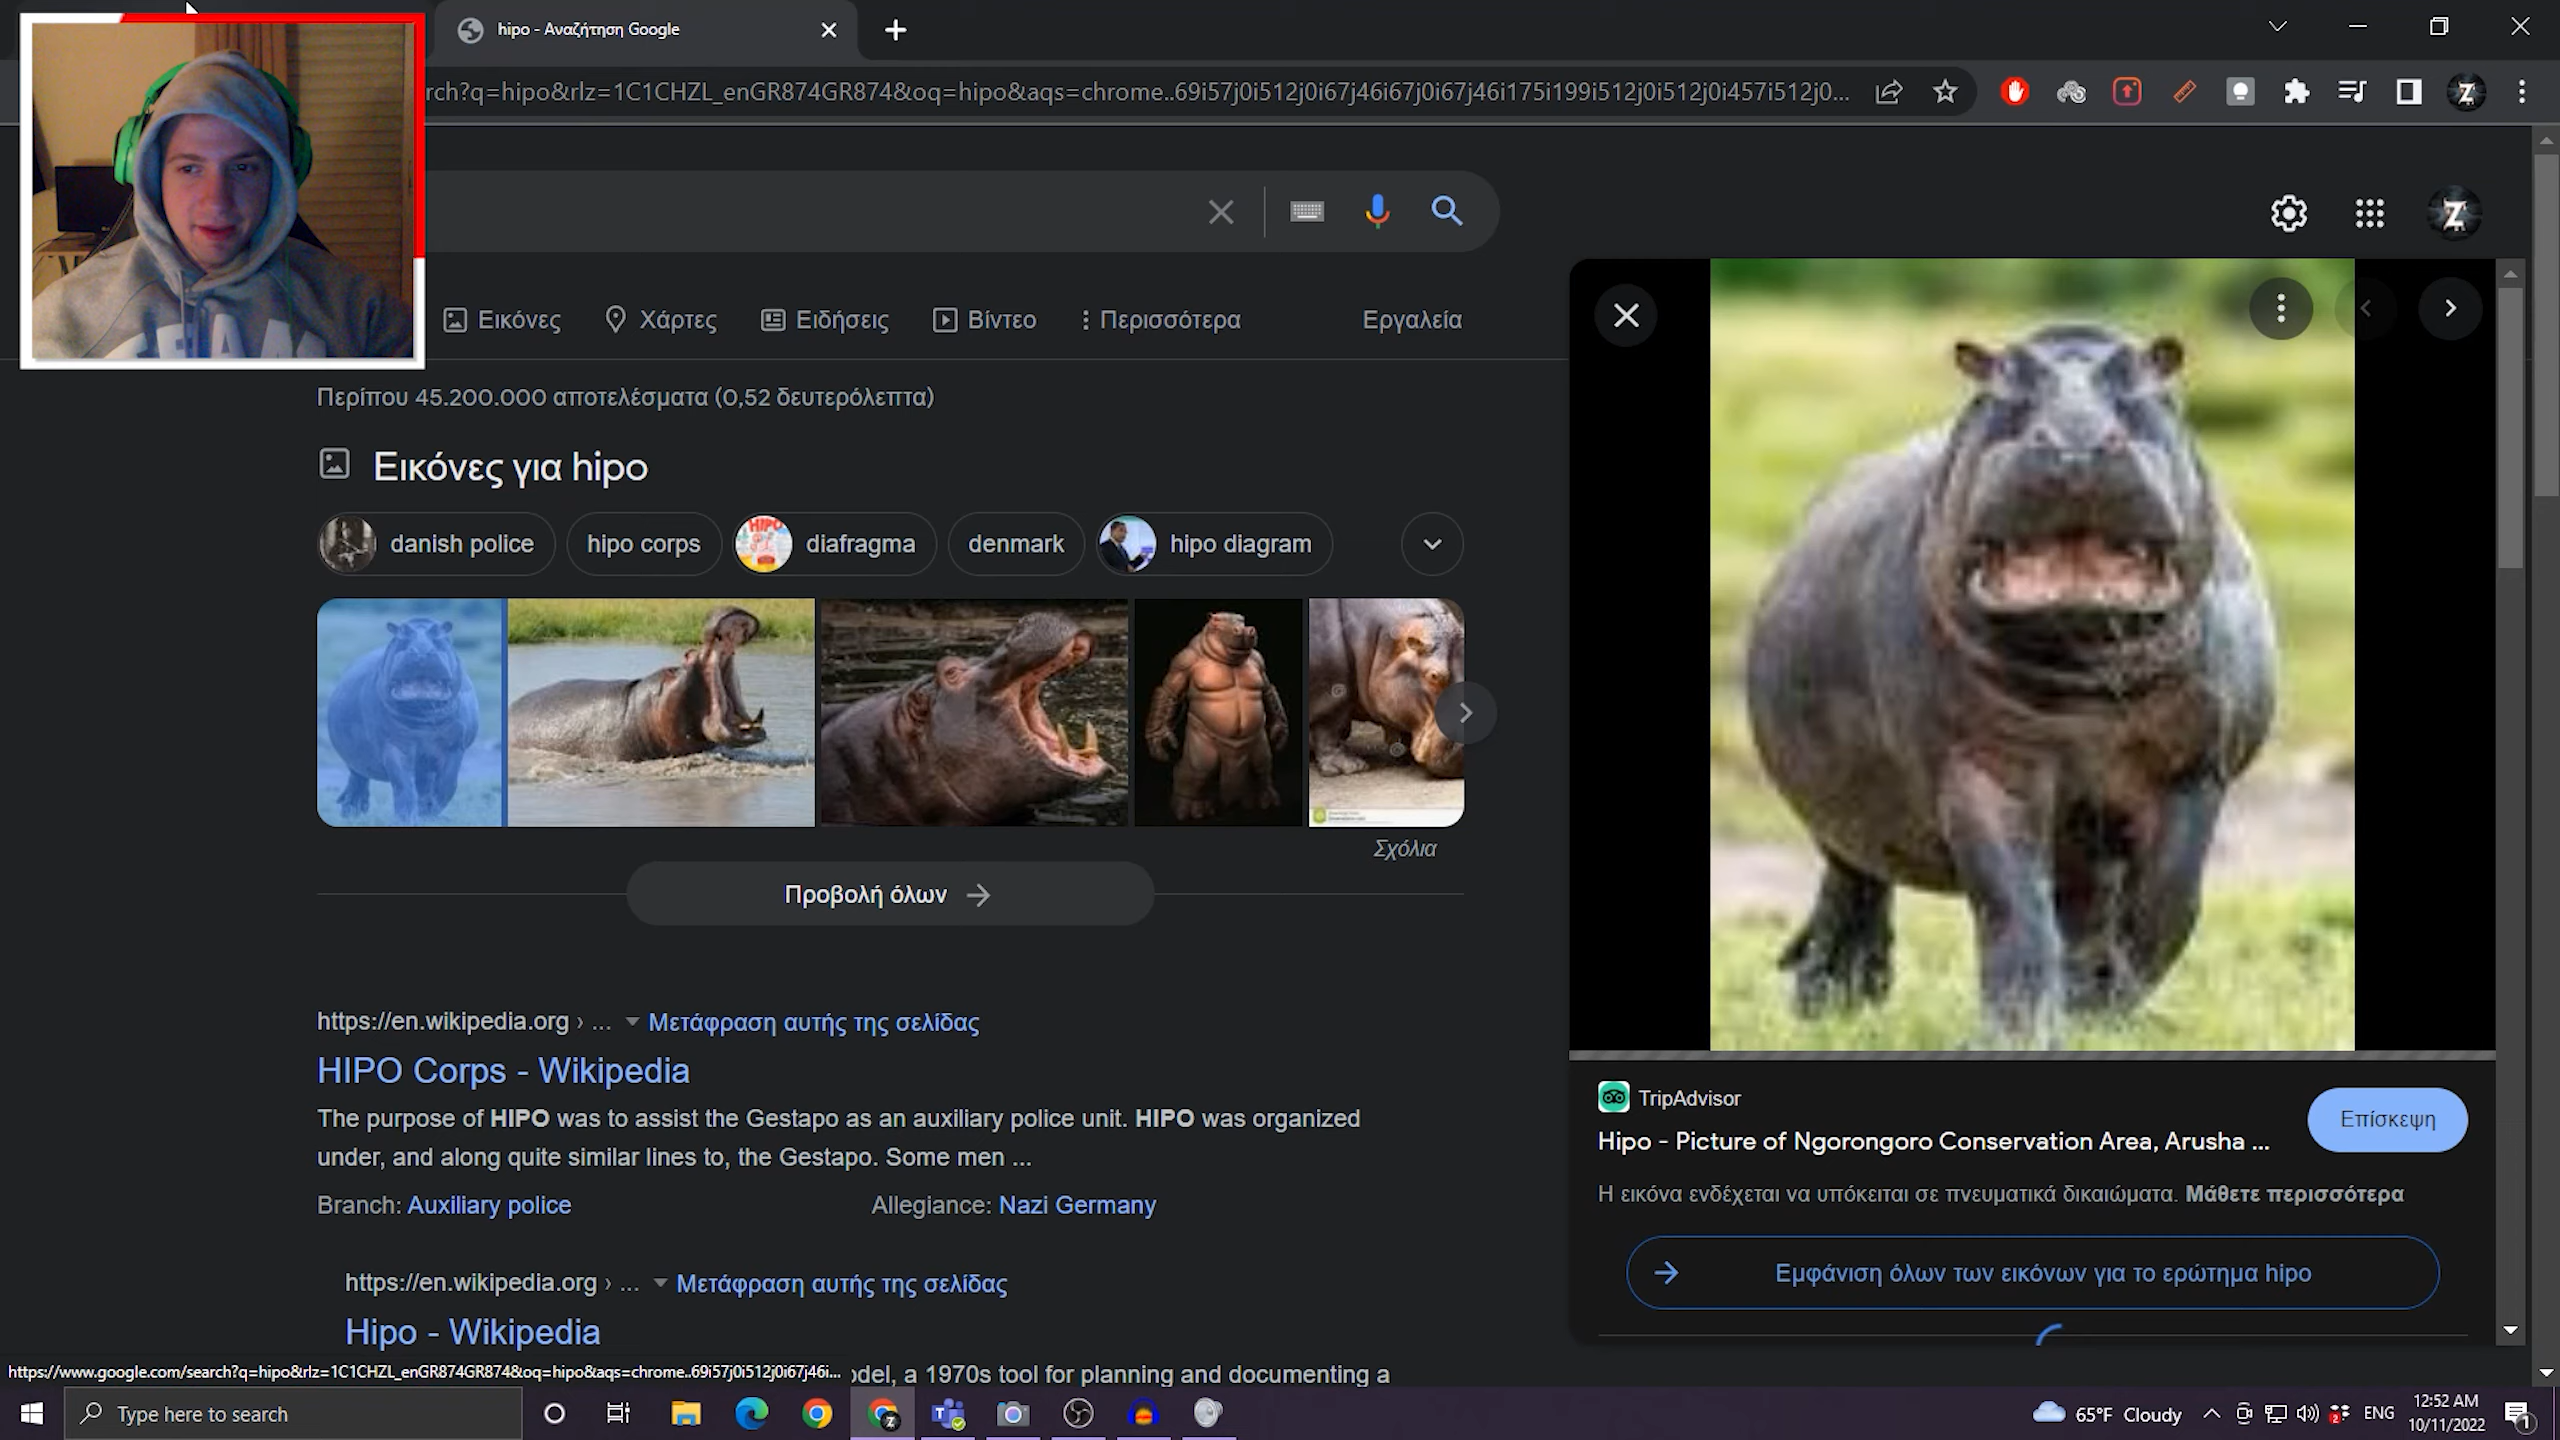 hipo - Αναζήτηση Google
rch?q=hipo&rlz=1C1CHZL_enGR874GR874&oq=hipo&aqs=chrome..69i57j0i512j0i67j46i67j0i67j46i175i199i512j0i512j0i457i512j0...
Εικόνες
Χάρτες
Ειδήσεις
Βίντεο
Περισσότερα
Εργαλεία
Περίπου 45.200.000 αποτελέσματα (0,52 δευτερόλεπτα)
Εικόνες για hipo
danish police
hipo corps
HIPO
diafragma
denmark
hipo diagram
Σχόλια
Προβολή όλων
https://en.wikipedia.org › ... Μετάφραση αυτής της σελίδας
HIPO Corps - Wikipedia
The purpose of HIPO was to assist the Gestapo as an auxiliary police unit. HIPO was organized
under, and along quite similar lines to, the Gestapo. Some men ...
Branch: Auxiliary police
Allegiance: Nazi Germany
https://en.wikipedia.org › ... Μετάφραση αυτής της σελίδας
Hipo - Wikipedia
odel, a 1970s tool for planning and documenting a
TripAdvisor
Hipo - Picture of Ngorongoro Conservation Area, Arusha ...
Επίσκεψη
Η εικόνα ενδέχεται να υπόκειται σε πνευματικά δικαιώματα. Μάθετε περισσότερα
Εμφάνιση όλων των εικόνων για το ερώτημα hipo
https://www.google.com/search?q=hipo&rlz=1C1CHZL_enGR874GR874&oq=hipo&aqs=chrome..69i57j0i512j0i67j46i...
Type here to search
65°F Cloudy
ENG
12:52 AM
10/11/2022
1